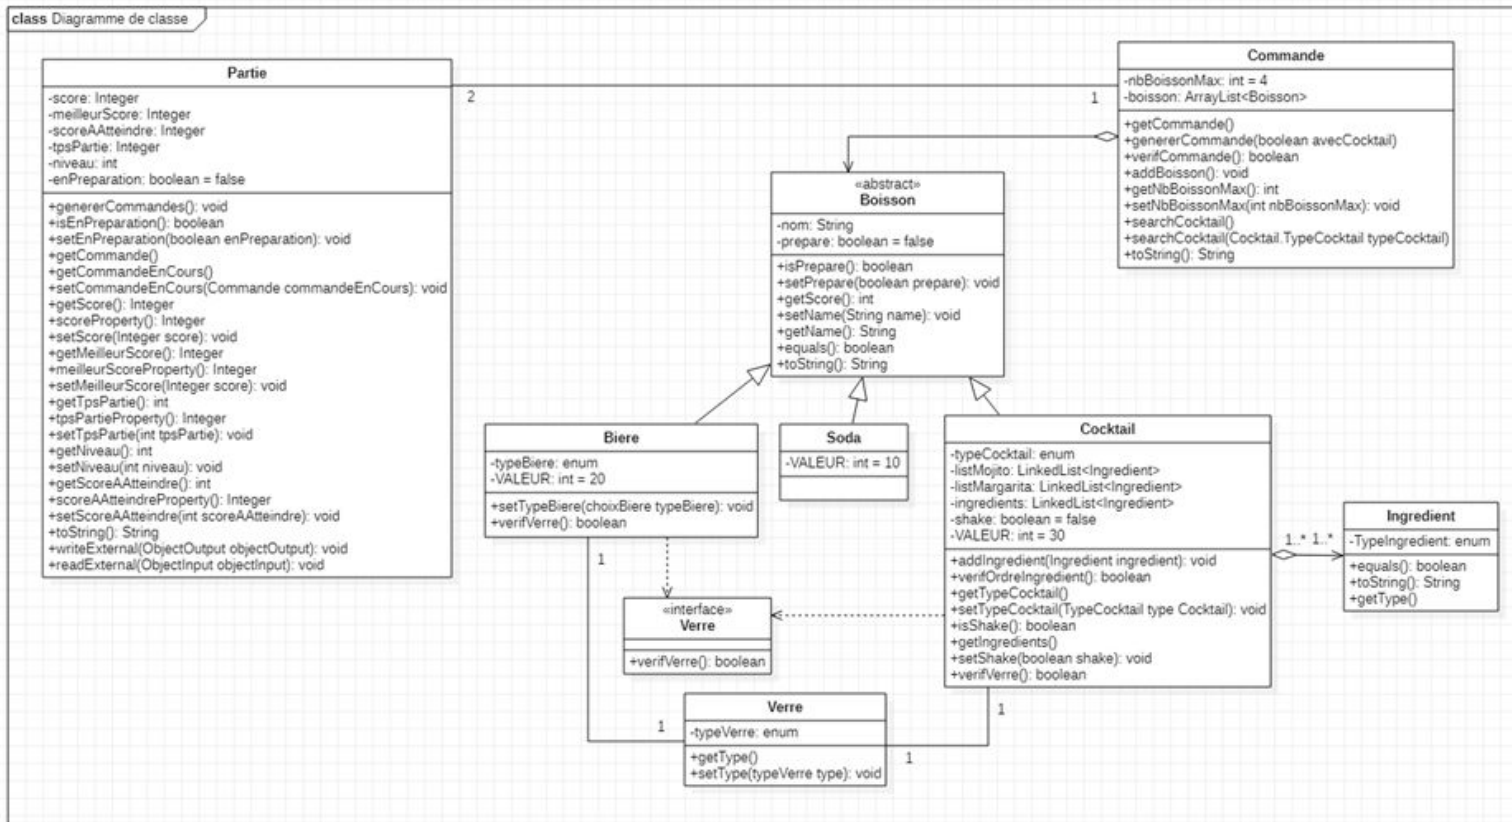 class Diagramme de classe
Partie
-score: Integer
-meilleurScore: Integer
-scoreAAtteindre: Integer
-tpsPartie: Integer
-niveau: int
-enPreparation: boolean = false
+genererCommandes(): void
+isEnPreparation(): boolean
+setEnPreparation(boolean enPreparation): void
+getCommande()
+getCommandeEnCours()
+setCommandeEnCours(Commande commandeEnCours): void
+getScore(): Integer
+scoreProperty(): Integer
+setScore(Integer score): void
+getMeilleurScore(): Integer
+meilleurScoreProperty(): Integer
+setMeilleurScore(Integer score): void
+getTpsPartie(): int
+tpsPartieProperty(): Integer
+setTpsPartie(int tpsPartie): void
+getNiveau(): int
+setNiveau(int niveau): void
+getScoreAAtteindre(): int
+scoreAAtteindreProperty(): Integer
+setScoreAAtteindre(int scoreAAtteindre): void
+toString(): String
+writeExternal(ObjectOutput objectOutput): void
+readExternal(ObjectInput objectInput): void
2
1
Commande
-nbBoissonMax: int = 4
-boisson: ArrayList<Boisson>
+getCommande()
+genererCommande(boolean avecCocktail)
+verifCommande(): boolean
+addBoisson(): void
+getNbBoissonMax(): int
+setNbBoissonMax(int nbBoissonMax): void
+searchCocktail()
+searchCocktail(Cocktail.TypeCocktail typeCocktail)
+toString(): String
«abstract»
Boisson
-nom: String
-prepare: boolean = false
+isPrepare(): boolean
+setPrepare(boolean prepare): void
+getScore(): int
+setName(String name): void
+getName(): String
+equals(): boolean
+toString(): String
Biere
-typeBiere: enum
-VALEUR: int = 20
+setTypeBiere(choixBiere typeBiere): void
+verifVerre(): boolean
Soda
-VALEUR: int = 10
Cocktail
-typeCocktail: enum
-listMojito: LinkedList<Ingredient>
-listMargarita: LinkedList<Ingredient>
-ingredients: LinkedList<Ingredient>
-shake: boolean = false
-VALEUR: int = 30
+addIngredient(Ingredient ingredient): void
+verifOrdreIngredient(): boolean
+getTypeCocktail()
+setTypeCocktail(TypeCocktail type Cocktail): void
+isShake(): boolean
+getIngredients()
+setShake(boolean shake): void
+verifVerre(): boolean
1..* 1..*
Ingredient
-TypeIngredient: enum
+equals(): boolean
+toString(): String
+getType()
1
«interface»
Verre
+verifVerre(): boolean
1
Verre
-typeVerre: enum
+getType()
+setType(typeVerre type): void
1
1